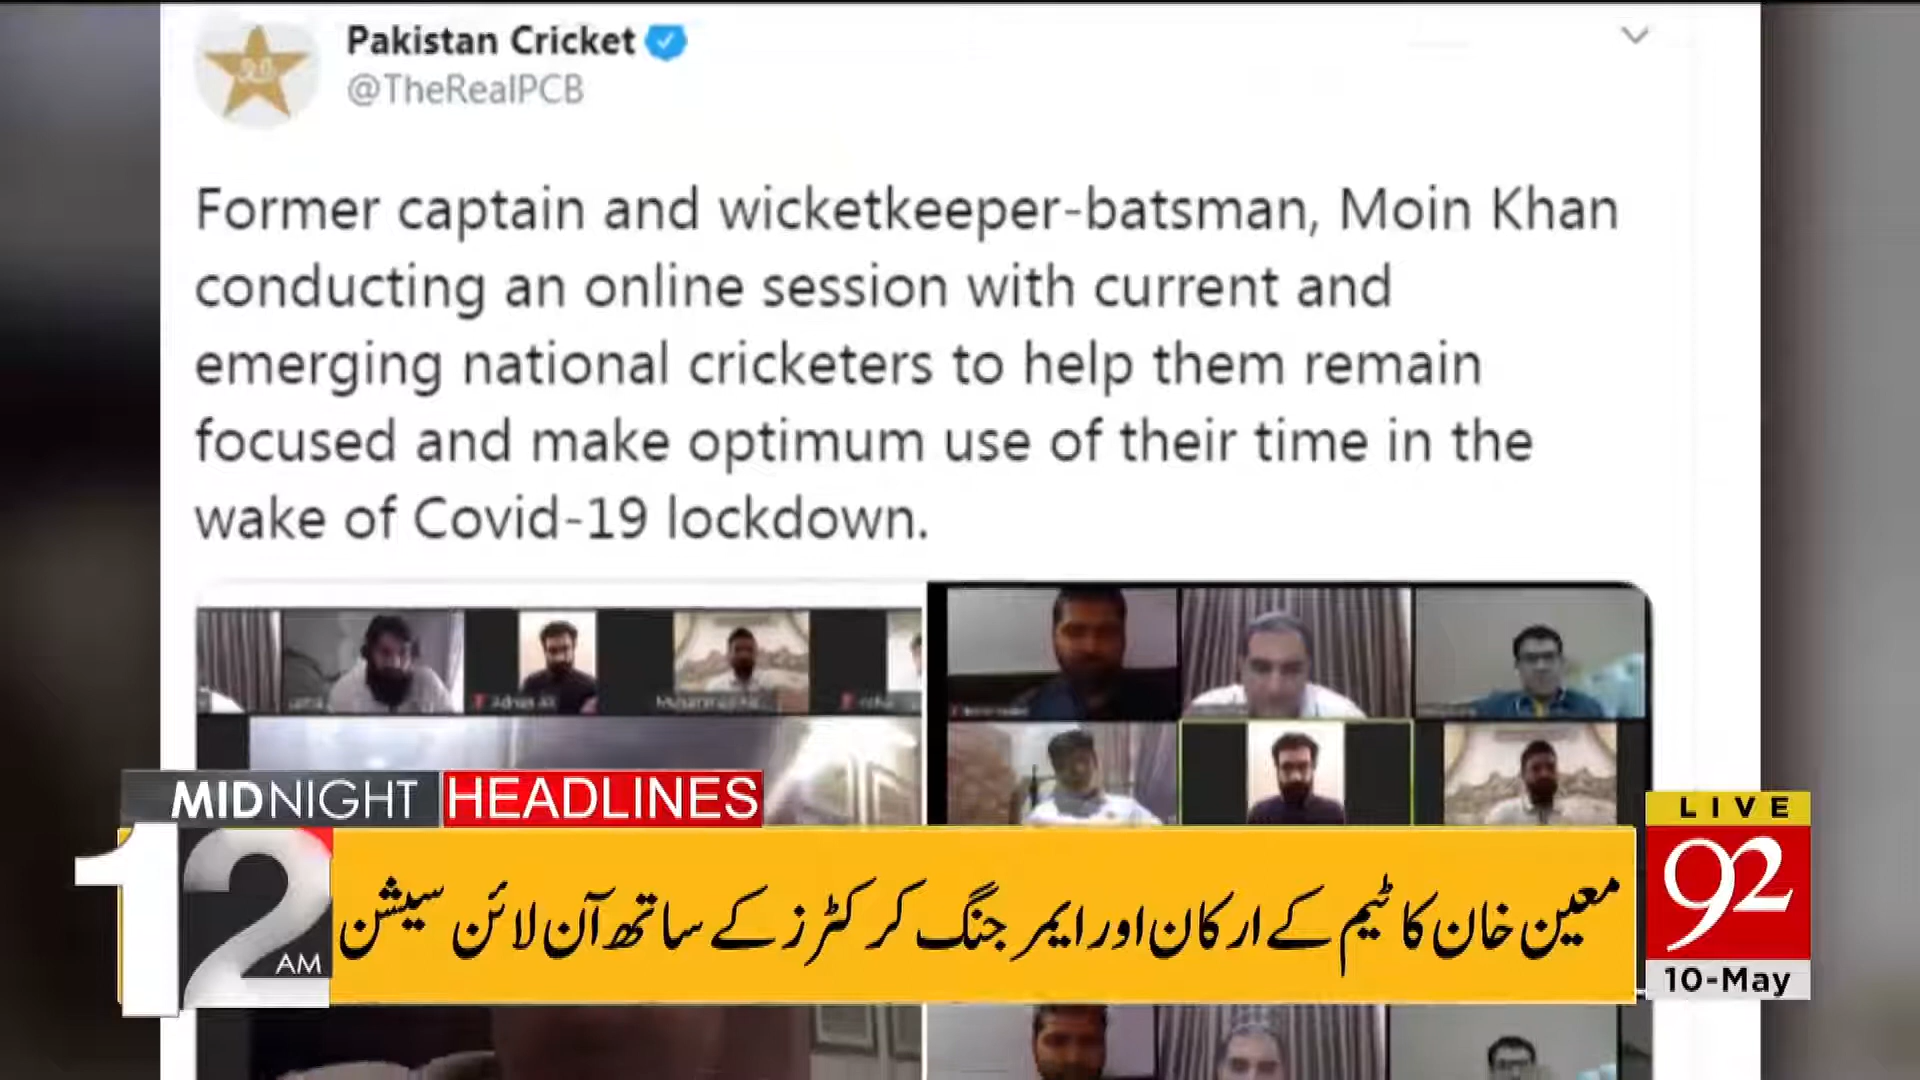 Pakistan Cricket
@TheRealPCB
Former captain and wicketkeeper-batsman, Moin Khan
conducting an online session with current and
emerging national cricketers to help them remain
focused and make optimum use of their time in the
wake of Covid-19 lockdown.
Adnan
MIDNIGHT HEADLINES
12 AM
معین خان کا ٹیم کے ارکان اور ایمر جنگ کرکٹرز کے ساتھ آن لائن سیشن
LIVE
92
10-May